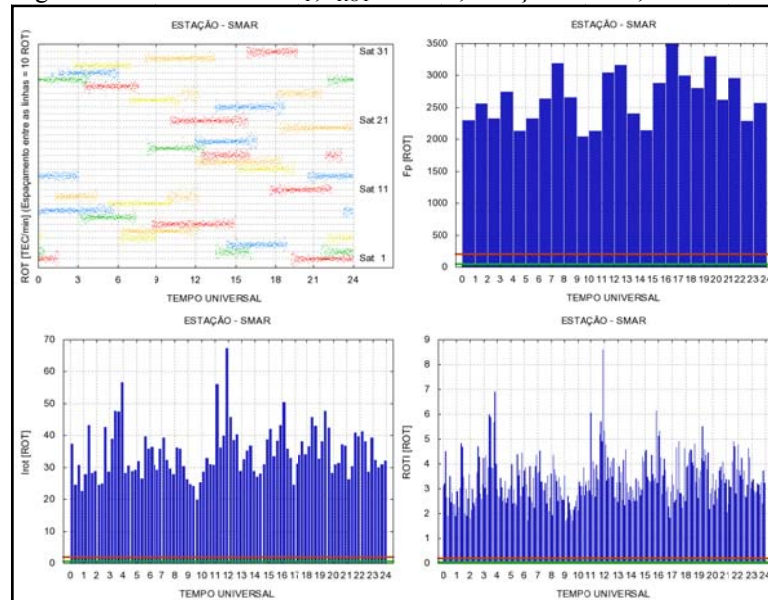 ESTAÇÃO - SMAR
ROT [TEC/min] (Espaçamento entre as linhas = 10 ROT)
Sat 31
Sat 21
Sat 11
Sat 1
0 3 6 9 12 15 18 21 24
TEMPO UNIVERSAL
ESTAÇÃO - SMAR
Fp [ROT]
3500
3000
2500
2000
1500
1000
500
0
0 1 2 3 4 5 6 7 8 9 10 11 12 13 14 15 16 17 18 19 20 21 22 23 24
TEMPO UNIVERSAL
ESTAÇÃO - SMAR
Irot [ROT]
70
60
50
40
30
20
10
0
0 1 2 3 4 5 6 7 8 9 10 11 12 13 14 15 16 17 18 19 20 21 22 23 24
TEMPO UNIVERSAL
ESTAÇÃO - SMAR
ROTI [ROT]
9
8
7
6
5
4
3
2
1
0
0 1 2 3 4 5 6 7 8 9 10 11 12 13 14 15 16 17 18 19 20 21 22 23 24
TEMPO UNIVERSAL